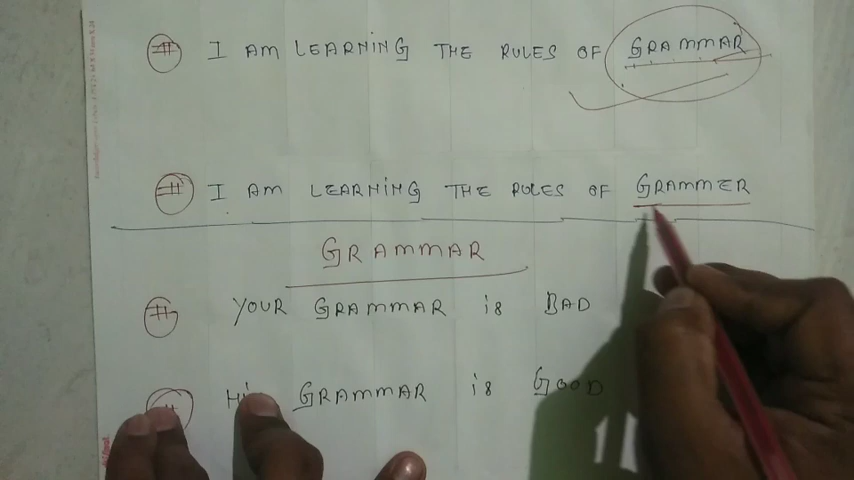 # I AM LEARNING THE RULES OF GRAMMAR
# I AM LEARNING THE RULES OF GRAMMER
GRAMMAR
# YOUR GRAMMAR is BAD
# GRAMMAR is GOOD